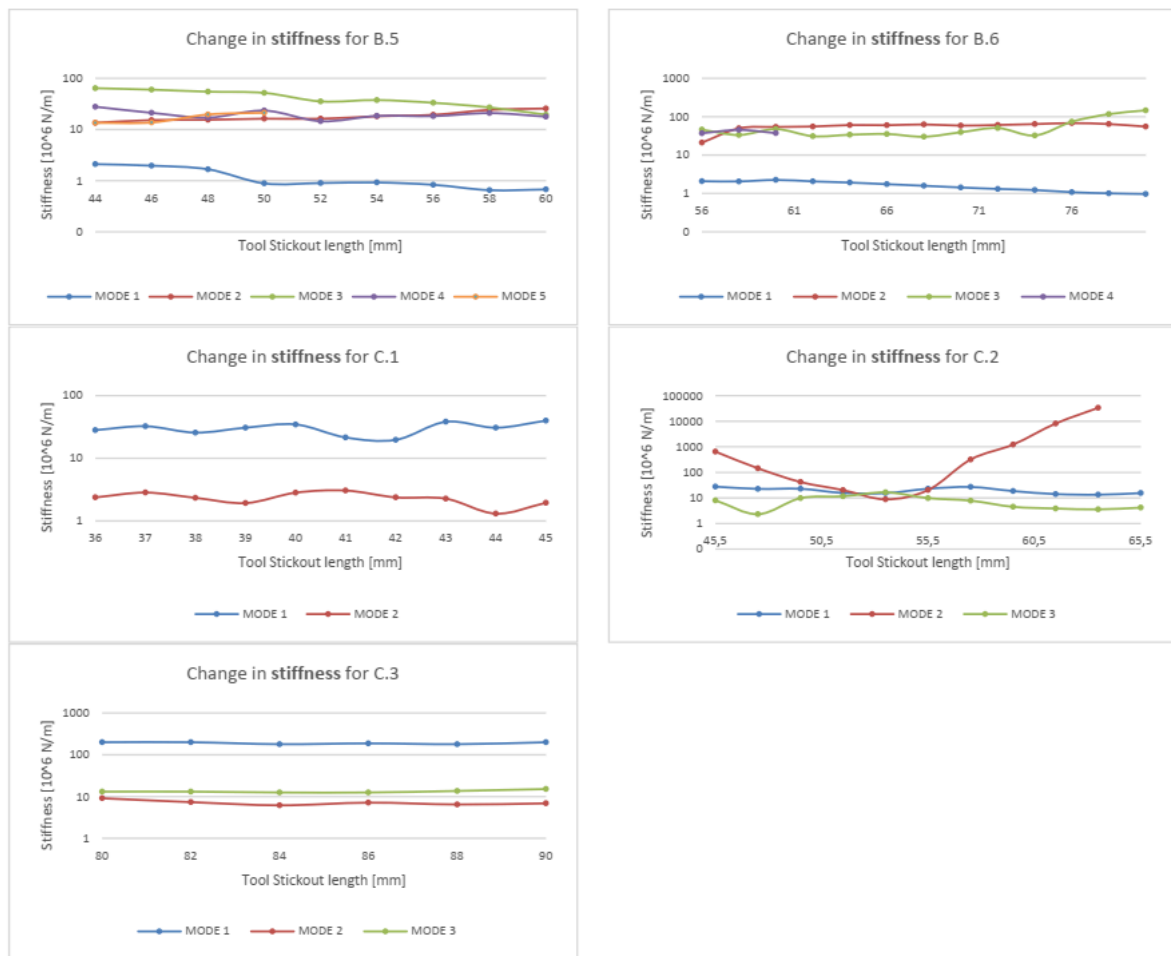 Change in stiffness for B.5
Stiffness [10^6 N/m]
100
10
1
0
44 46 48 50 52 54 56 58 60
Tool Stickout length [mm]
MODE 1 MODE 2 MODE 3 MODE 4 MODE 5
Change in stiffness for B.6
Stiffness [10^6 N/m]
1000
100
10
1
0
56 61 66 71 76
Tool Stickout length [mm]
MODE 1 MODE 2 MODE 3 MODE 4
Change in stiffness for C.1
Stiffness [10^6 N/m]
100
10
1
36 37 38 39 40 41 42 43 44 45
Tool Stickout length [mm]
MODE 1 MODE 2
Change in stiffness for C.2
Stiffness [10^6 N/m]
100000
10000
1000
100
10
1
0
45,5 50,5 55,5 60,5 65,5
Tool Stickout length [mm]
MODE 1 MODE 2 MODE 3
Change in stiffness for C.3
Stiffness [10^6 N/m]
1000
100
10
1
80 82 84 86 88 90
Tool Stickout length [mm]
MODE 1 MODE 2 MODE 3